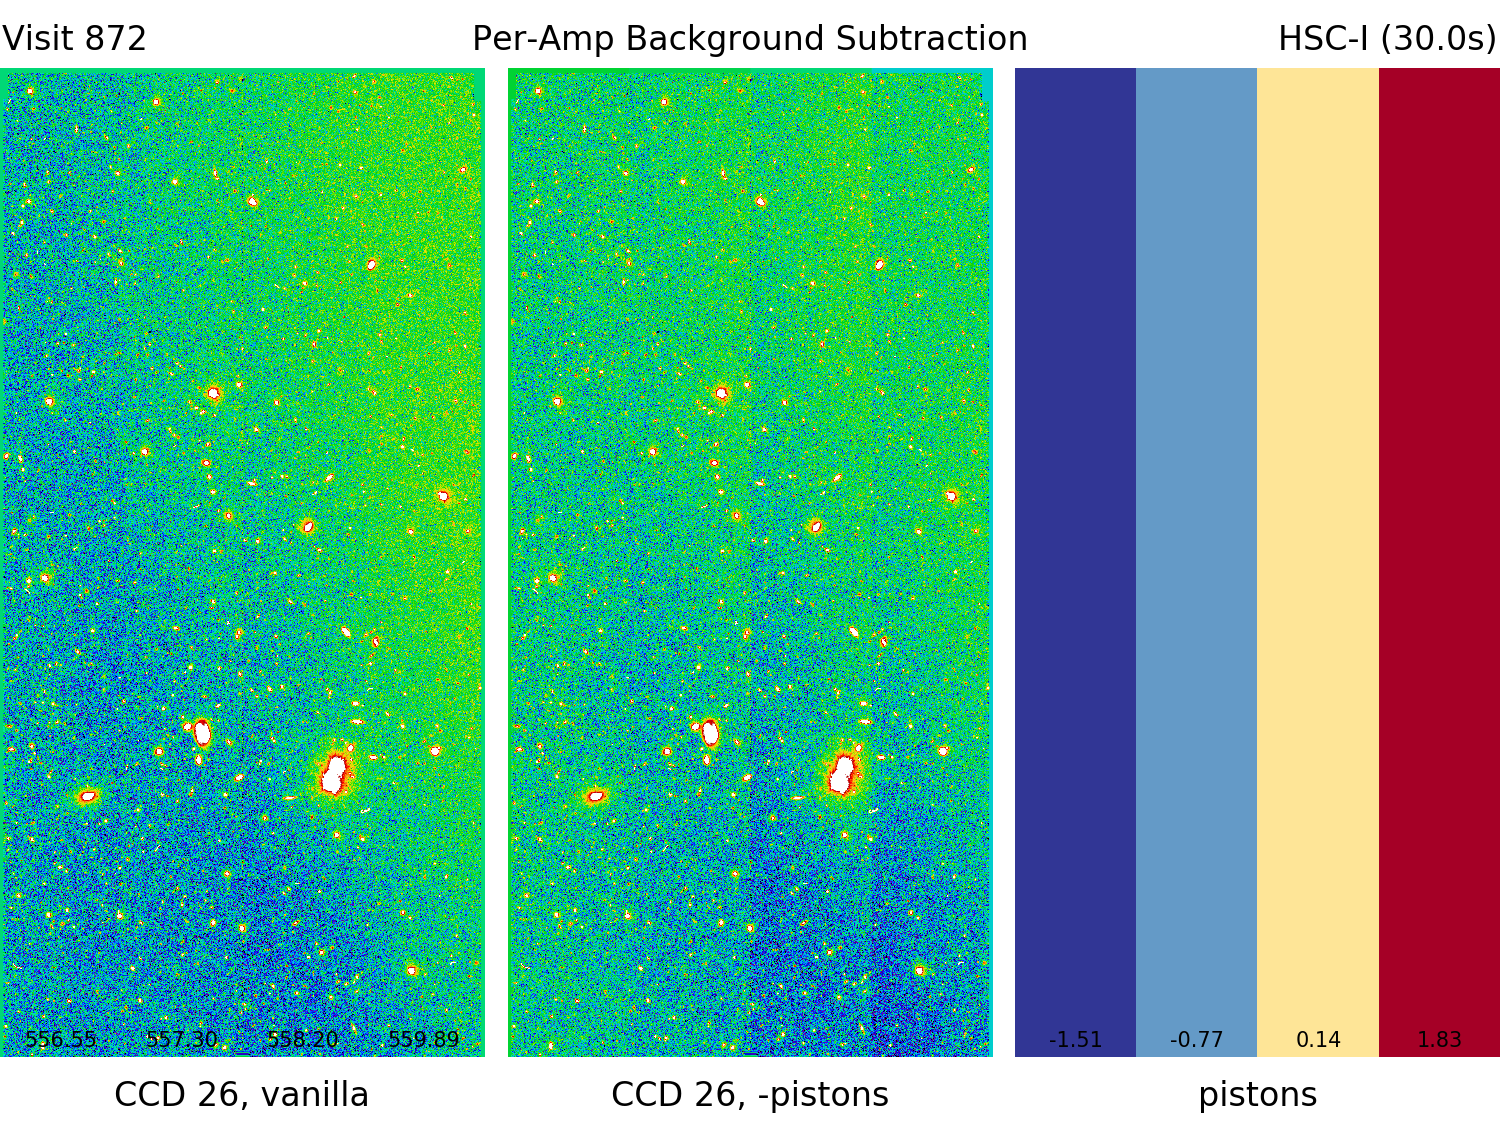 Visit 872 Per-Amp Background Subtraction HSC-I (30.0s)
556.55 557.30 558.20 559.89 -1.51 -0.77 0.14 1.83
CCD 26, vanilla CCD 26, -pistons pistons